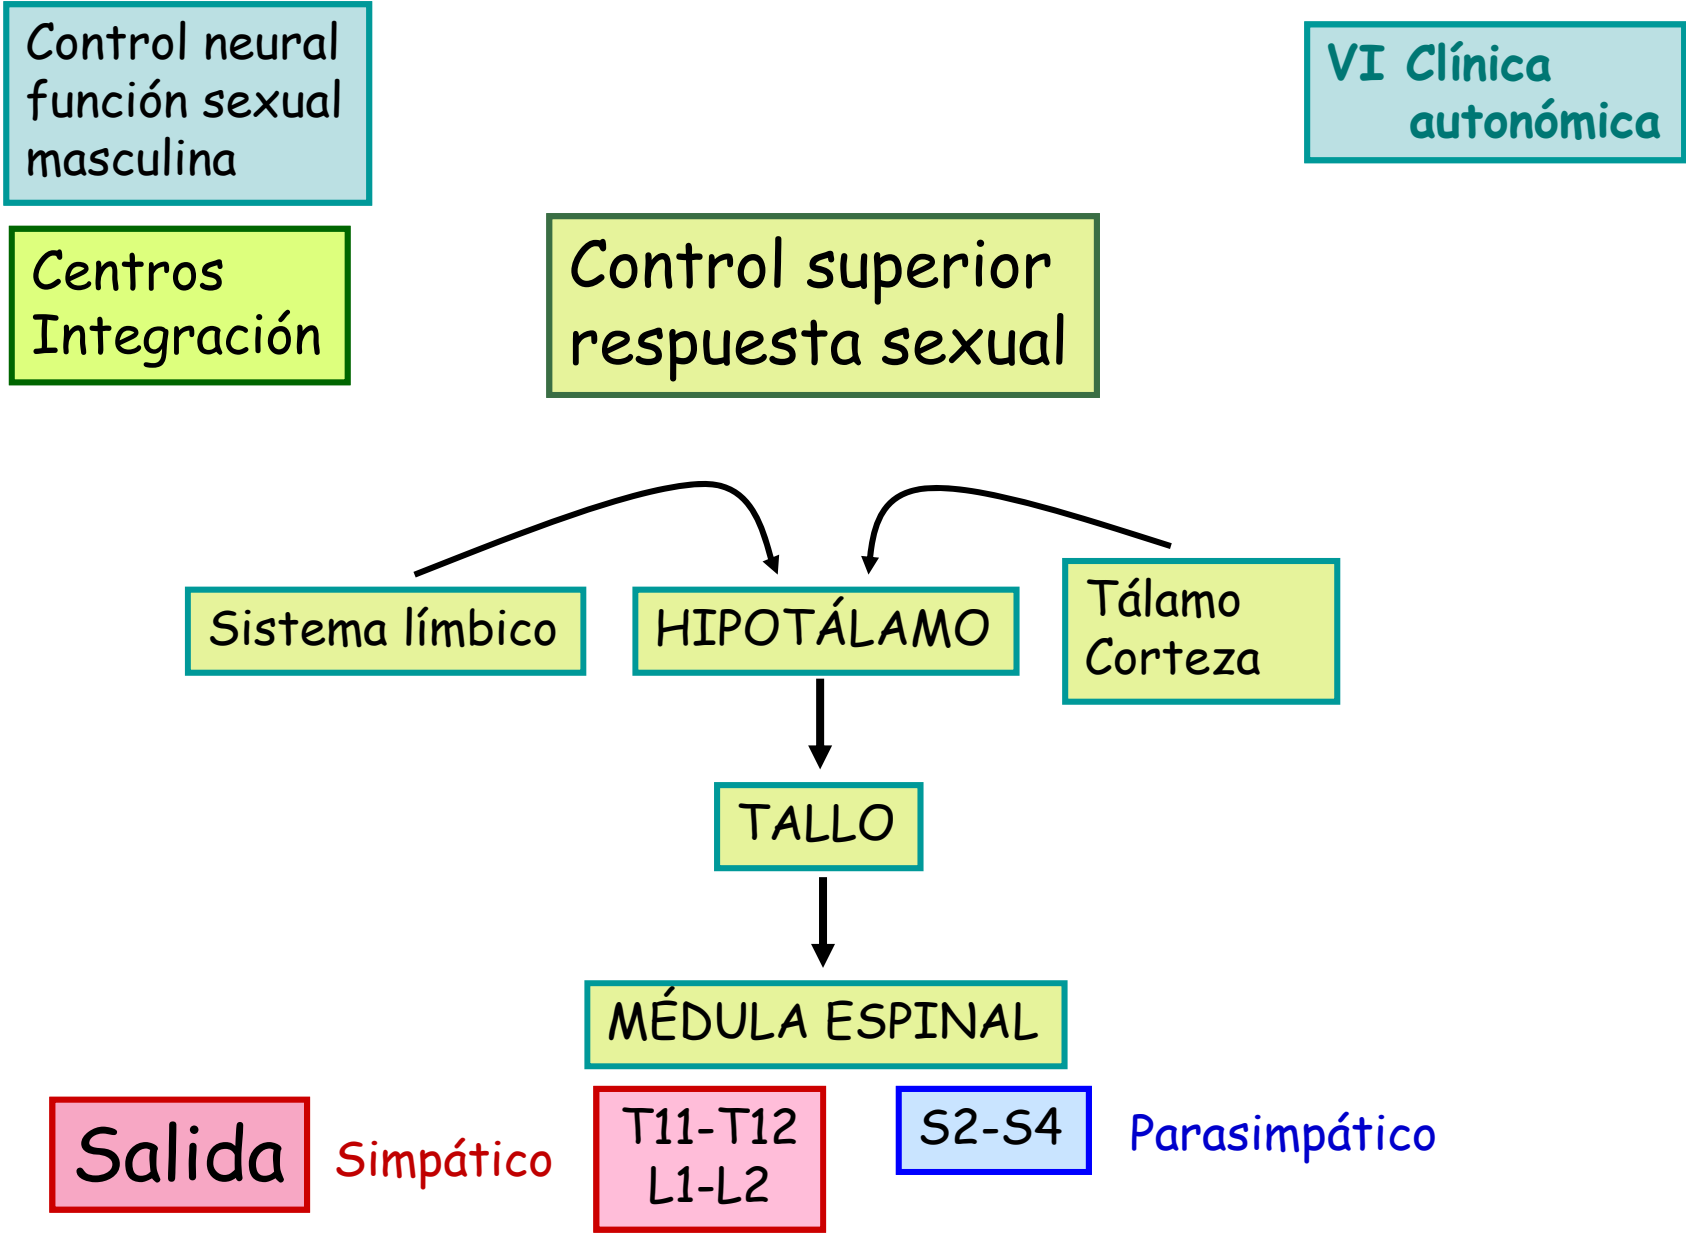 Control neural
función sexual
masculina
VI Clínica
autonómica
Centros
Integración
Control superior
respuesta sexual
Sistema límbico
HIPOTÁLAMO
Tálamo
Corteza
TALLO
MÉDULA ESPINAL
Salida
Simpático
T11-T12
L1-L2
S2-S4
Parasimpático